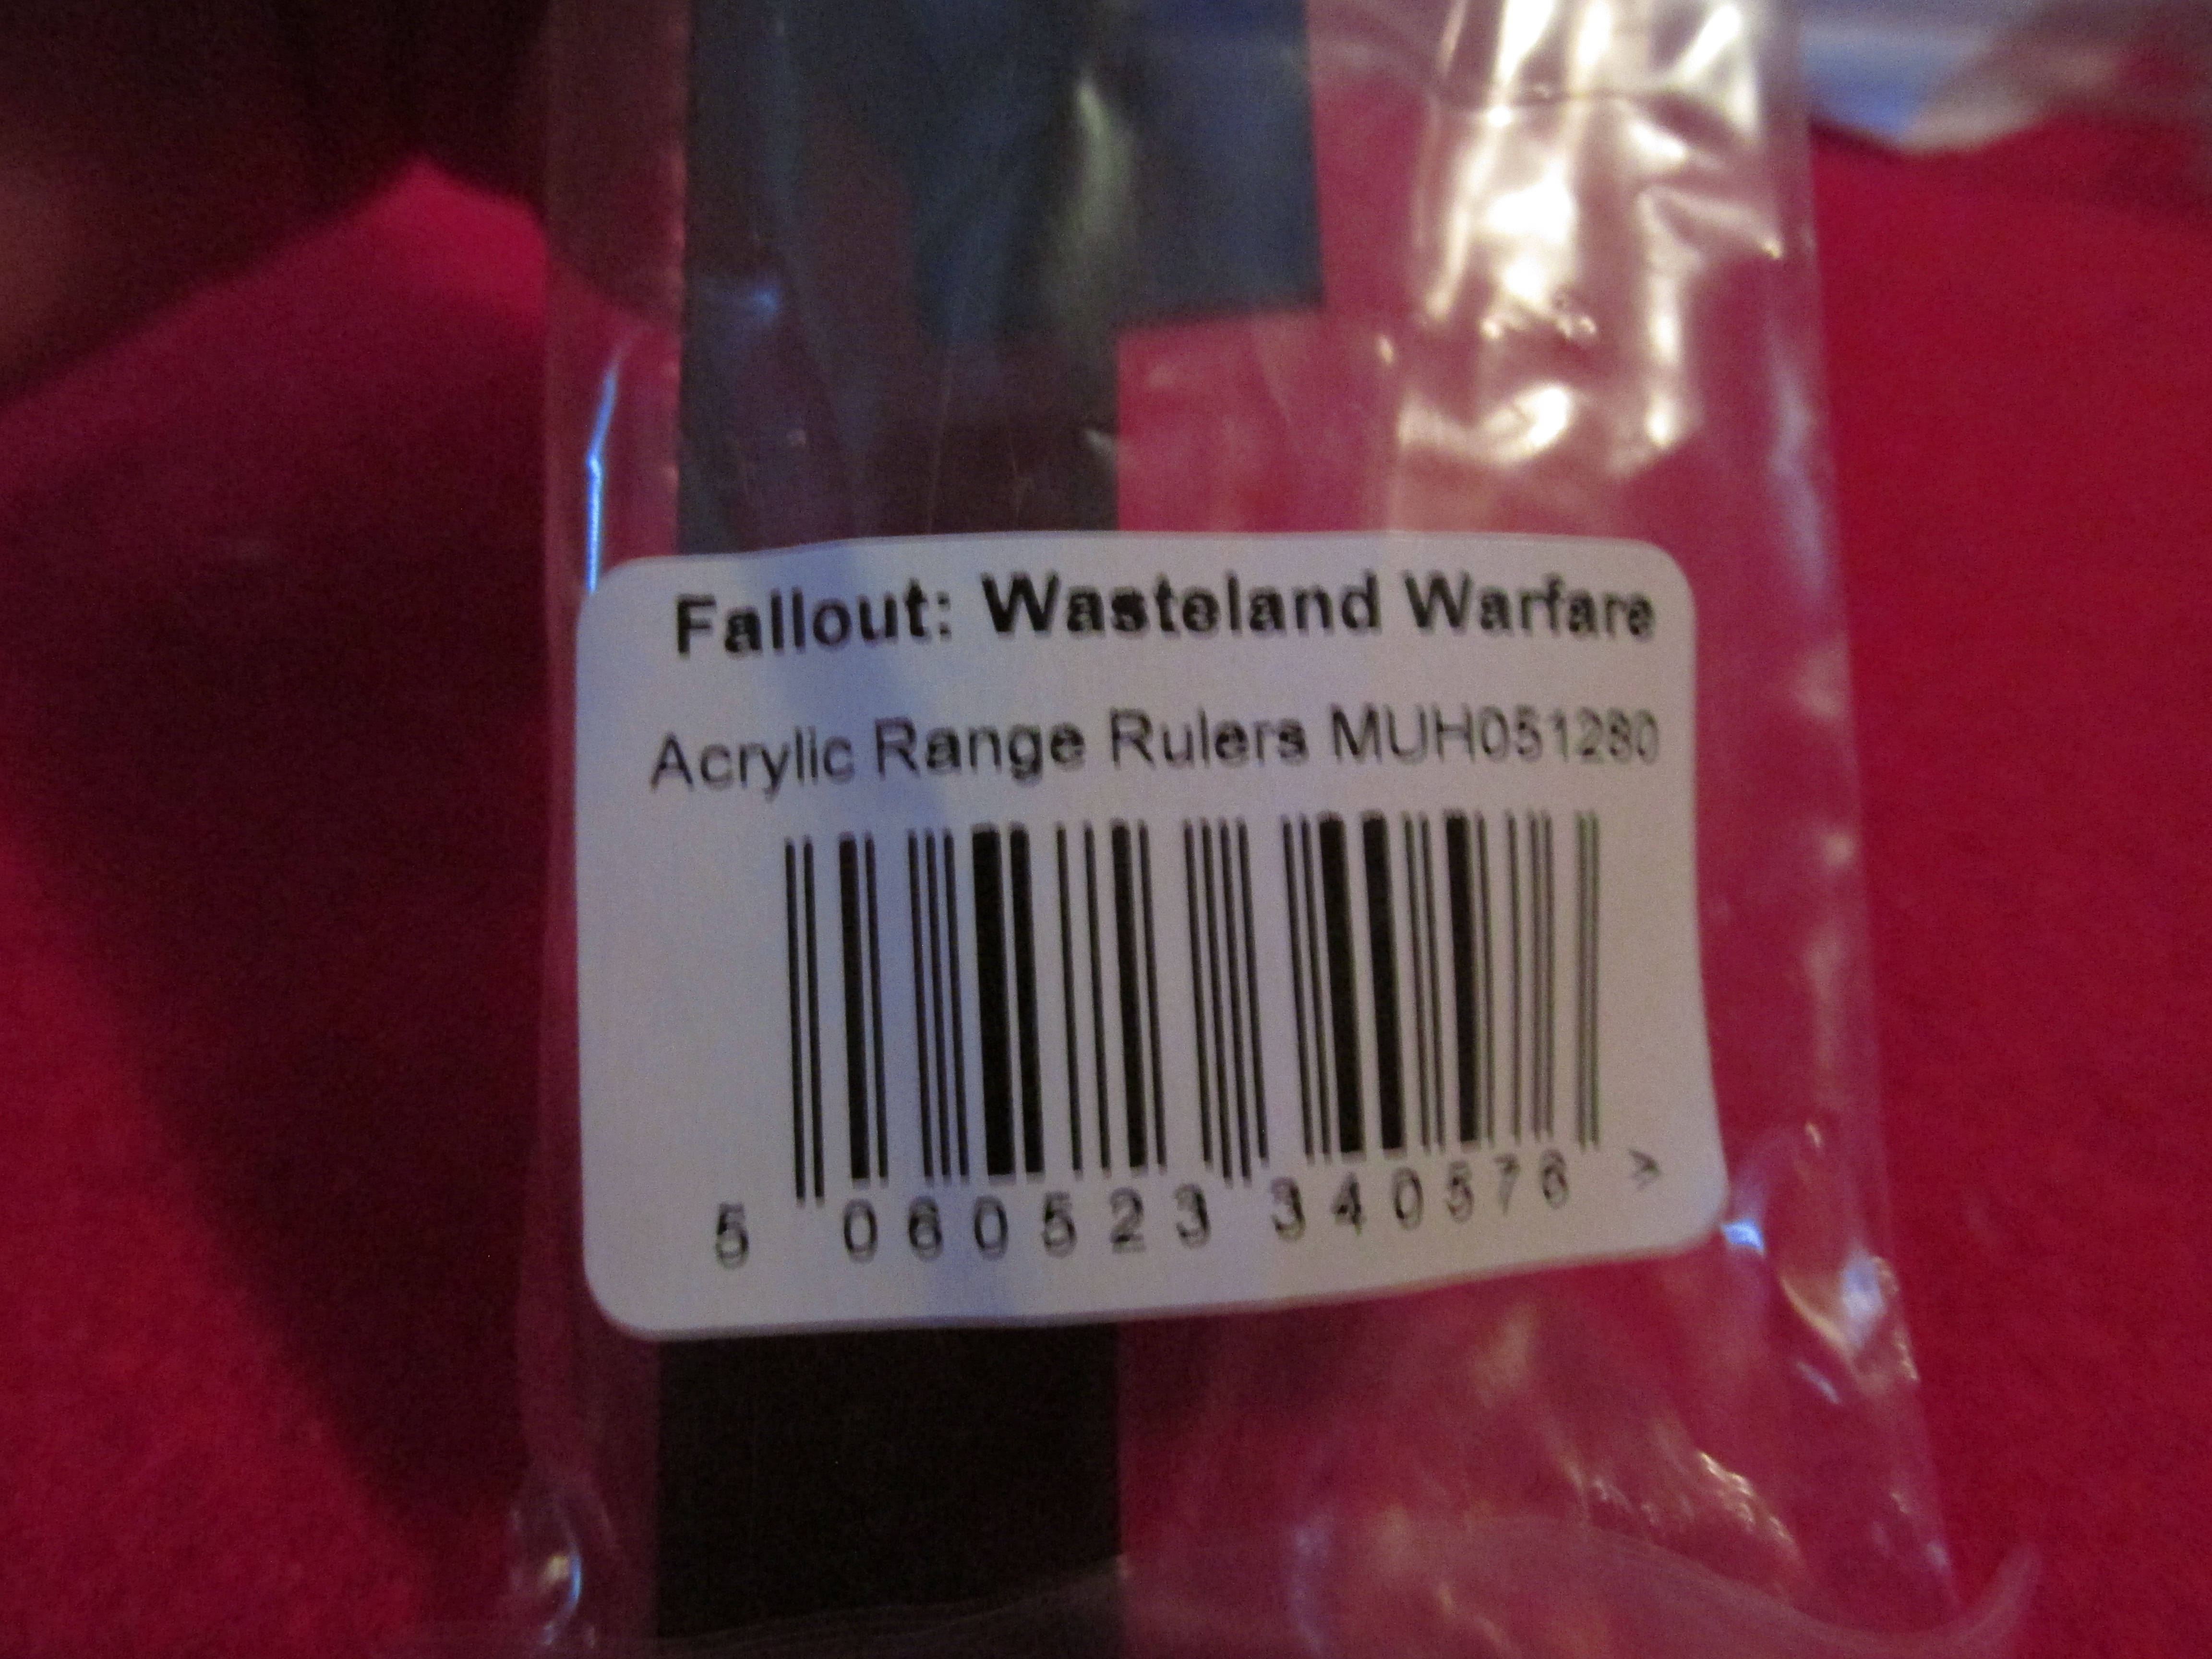 Fallout: Wasteland Warfare
Acrylic Range Rulers MUH051280
5 060523 340576 >